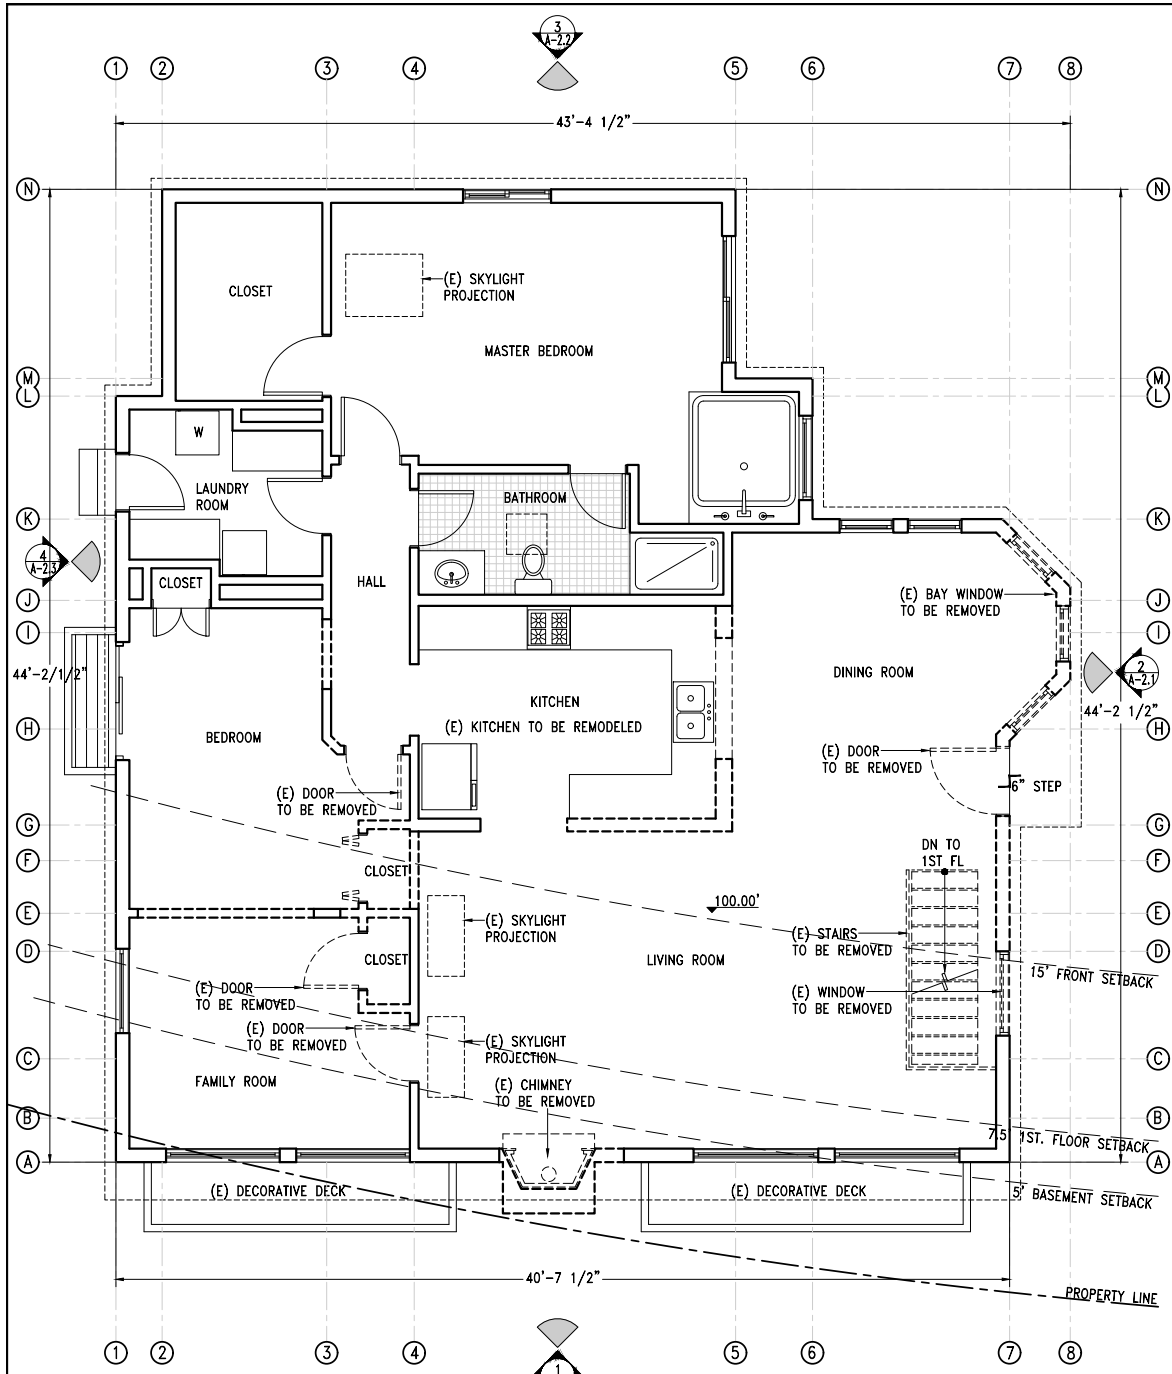 3
A-2.2
1 2 3 4 5 6 7 8
43'-4 1/2"
N N
CLOSET
(E) SKYLIGHT
PROJECTION
MASTER BEDROOM
M M
L L
W
LAUNDRY
ROOM
BATHROOM
K K
4
A-2.3
CLOSET
HALL
(E) BAY WINDOW
TO BE REMOVED
J J
I I
44'-2/1/2"
2
A-2.1
DINING ROOM
KITCHEN
(E) KITCHEN TO BE REMODELED
44'-2 1/2"
H H
BEDROOM
(E) DOOR
TO BE REMOVED
(E) DOOR
TO BE REMOVED
6" STEP
G G
DN TO
1ST FL
F F
CLOSET
100.00'
E E
(E) SKYLIGHT
PROJECTION
(E) STAIRS
TO BE REMOVED
D D
CLOSET
LIVING ROOM
15' FRONT SETBACK
(E) DOOR
TO BE REMOVED
(E) WINDOW
TO BE REMOVED
(E) DOOR
TO BE REMOVED
(E) SKYLIGHT
PROJECTION
C C
FAMILY ROOM
(E) CHIMNEY
TO BE REMOVED
B B
7.5' 1ST. FLOOR SETBACK
A A
(E) DECORATIVE DECK
(E) DECORATIVE DECK
5' BASEMENT SETBACK
40'-7 1/2"
PROPERTY LINE
1 2 3 4 5 6 7 8
1